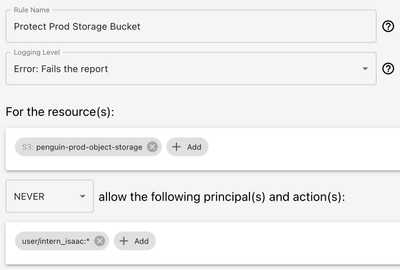 Rule Name
Protect Prod Storage Bucket
Logging Level
Error: Fails the report
For the resource(s):
S3: penguin-prod-object-storage + Add
NEVER allow the following principal(s) and action(s):
user/intern_isaac:* + Add